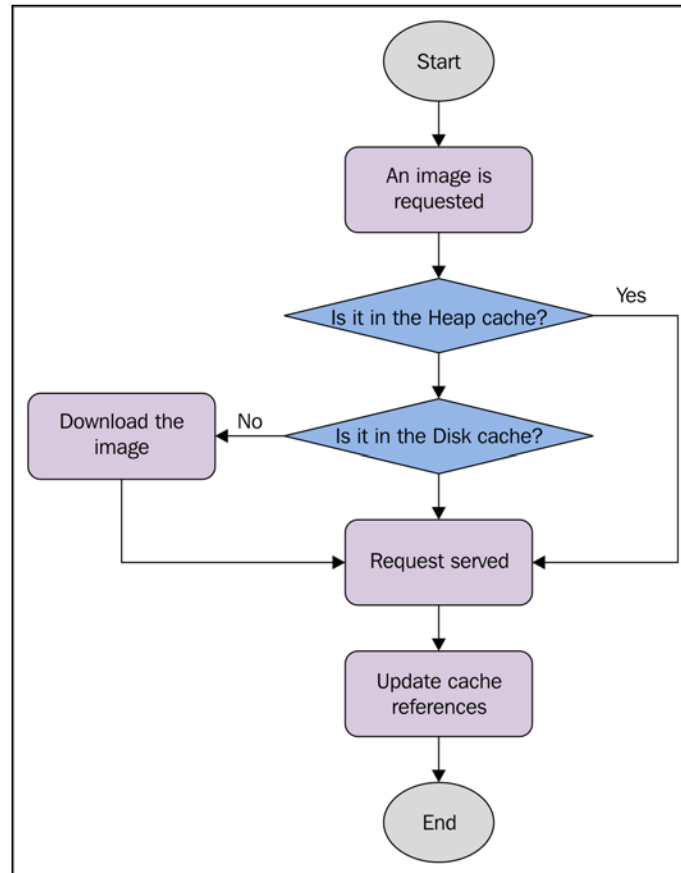 Start
An image is
requested
Is it in the Heap cache?
Yes
Is it in the Disk cache?
No
Download the
image
Request served
Update cache
references
End